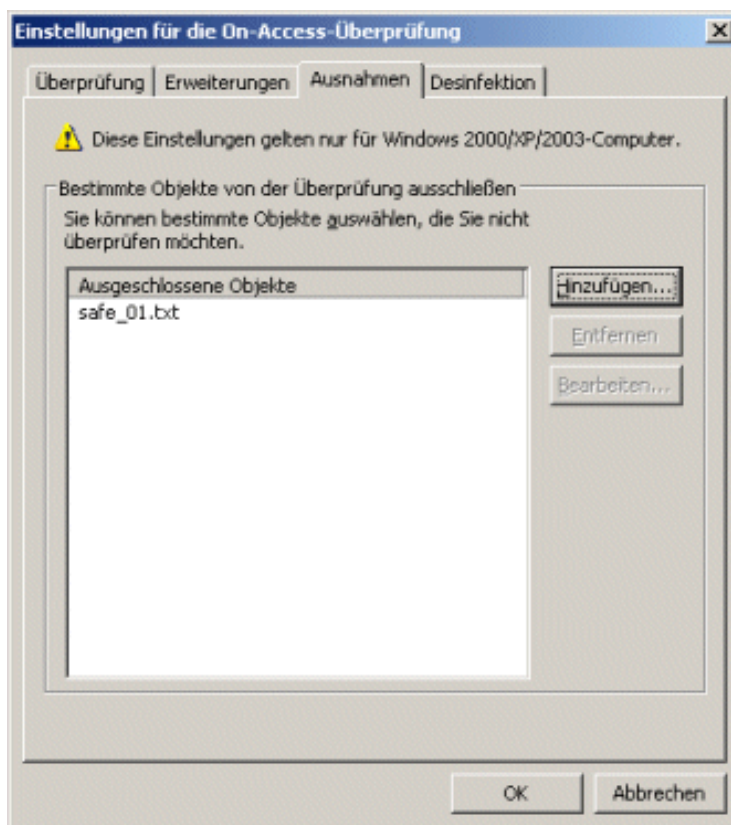 Einstellungen für die On-Access-Überprüfung
Überprüfung Erweiterungen Ausnahmen Desinfektion
Diese Einstellungen gelten nur für Windows 2000/XP/2003-Computer.
Bestimmte Objekte von der Überprüfung ausschließen
Sie können bestimmte Objekte auswählen, die Sie nicht
überprüfen möchten.
Ausgeschlossene Objekte
safe_01.txt
Hinzufügen...
Entfernen
Bearbeiten...
OK Abbrechen